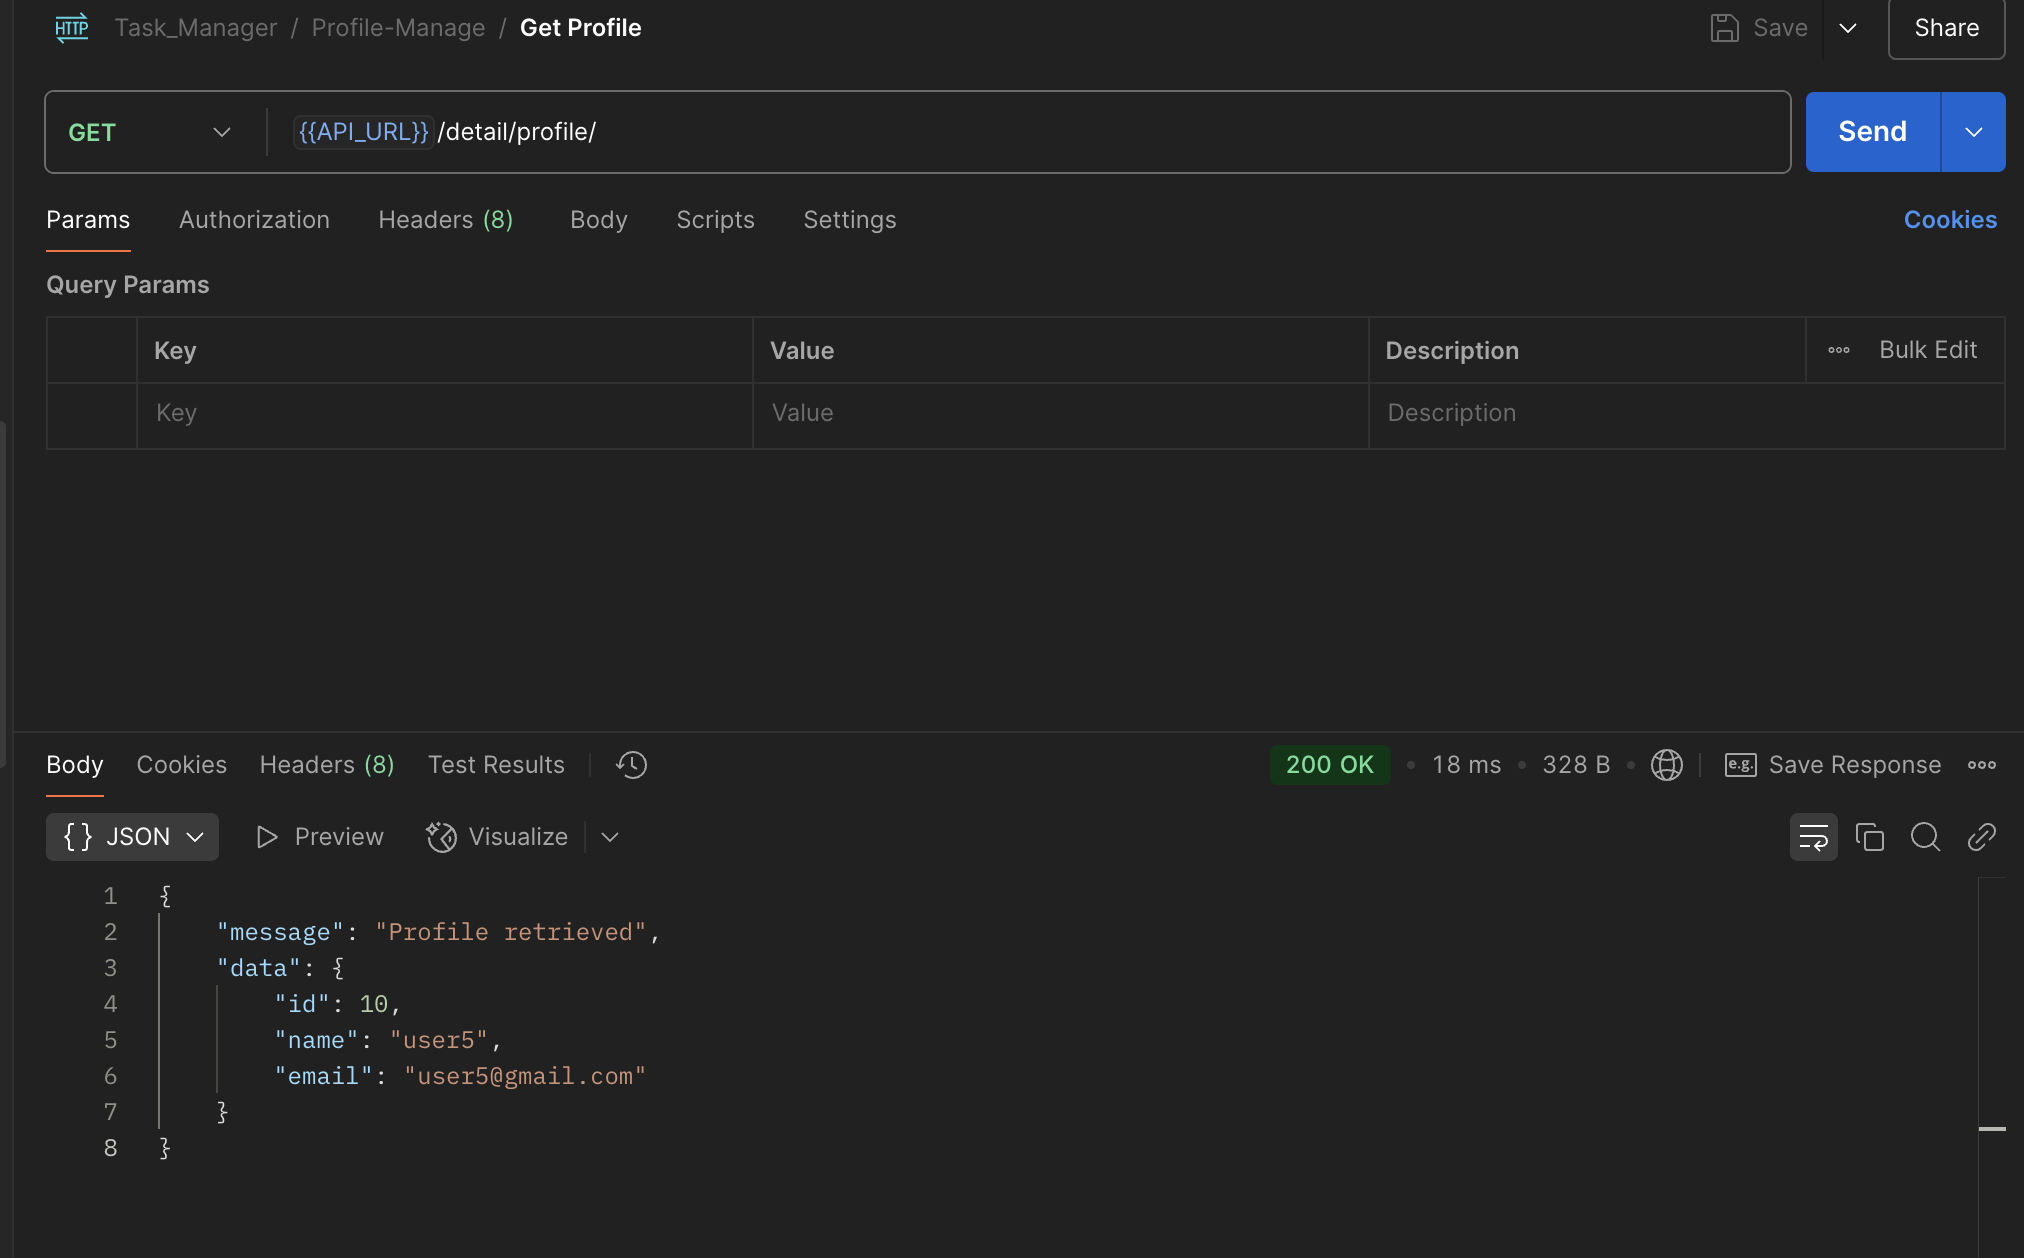 HTTP Task_Manager / Profile-Manage / Get Profile Save Share
GET {{API_URL}}/detail/profile/ Send
Params Authorization Headers (8) Body Scripts Settings Cookies
Query Params
Key Value Description ooo Bulk Edit
Key Value Description
Body Cookies Headers (8) Test Results 200 OK • 18 ms • 328 B • e.g. Save Response ooo
{} JSON Preview Visualize
1 {
2 "message": "Profile retrieved",
3 "data": {
4 "id": 10,
5 "name": "user5",
6 "email": "user5@gmail.com"
7 }
8 }